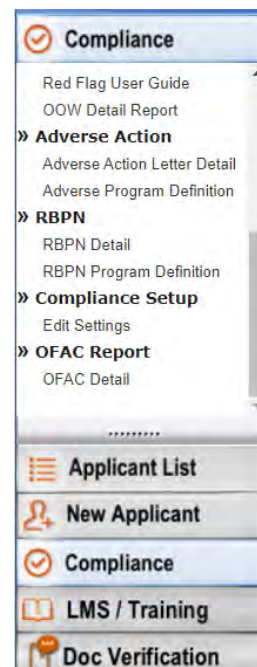 Compliance
Red Flag User Guide
OOW Detail Report
» Adverse Action
Adverse Action Letter Detail
Adverse Program Definition
» RBPN
RBPN Detail
RBPN Program Definition
» Compliance Setup
Edit Settings
» OFAC Report
OFAC Detail
Applicant List
New Applicant
Compliance
LMS / Training
Doc Verification